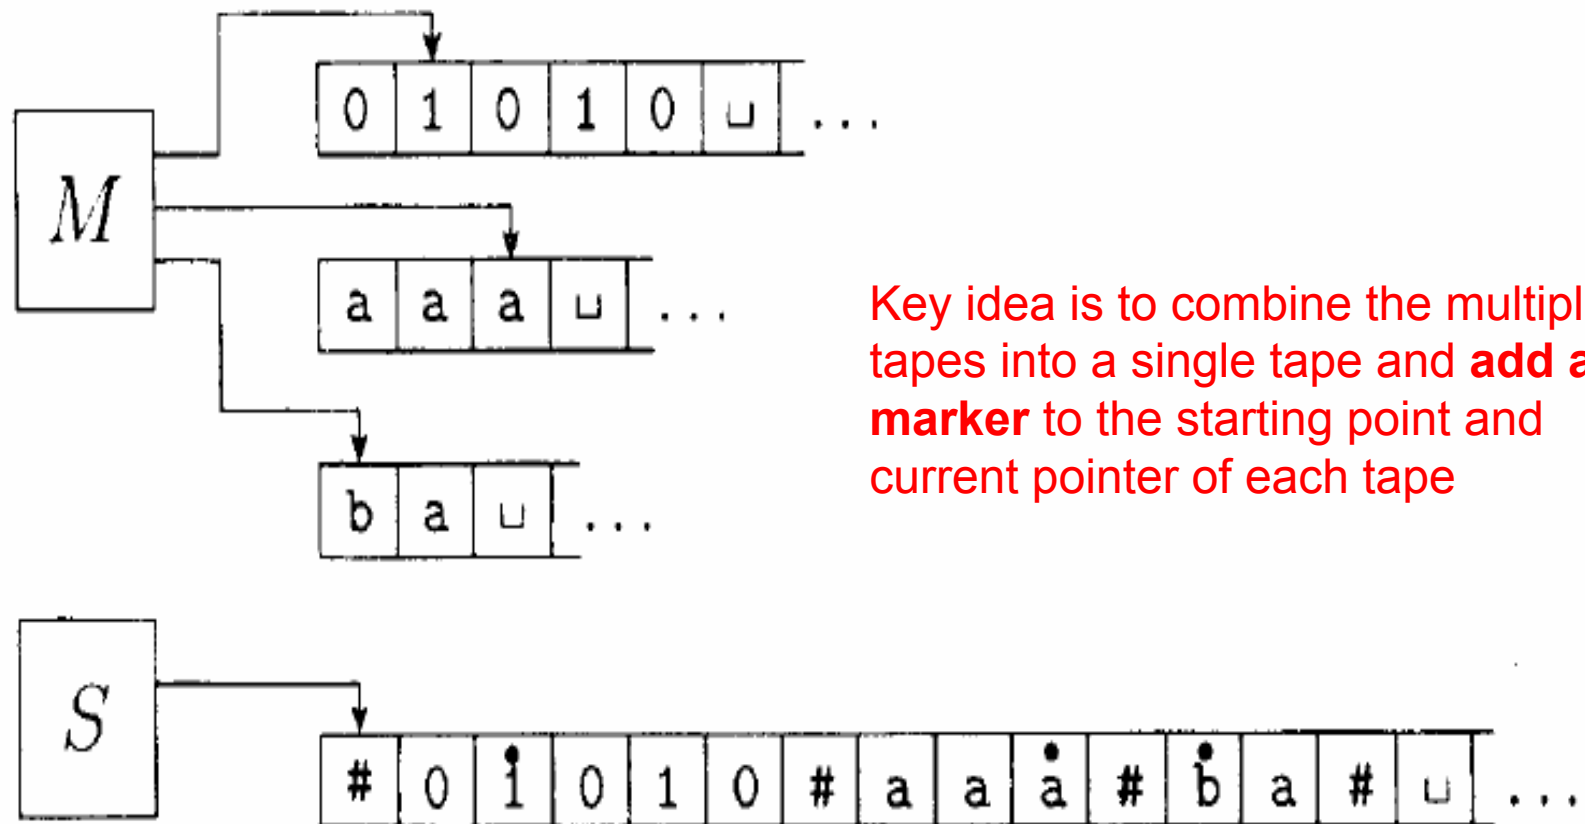 0 1 0 1 0 ␣ ...
M
a a a ␣ ...
Key idea is to combine the multipl
tapes into a single tape and add a
marker to the starting point and
current pointer of each tape
b a ␣ ...
S
# 0 1̇ 0 1 0 # a a ȧ # ḃ a # ␣ ...